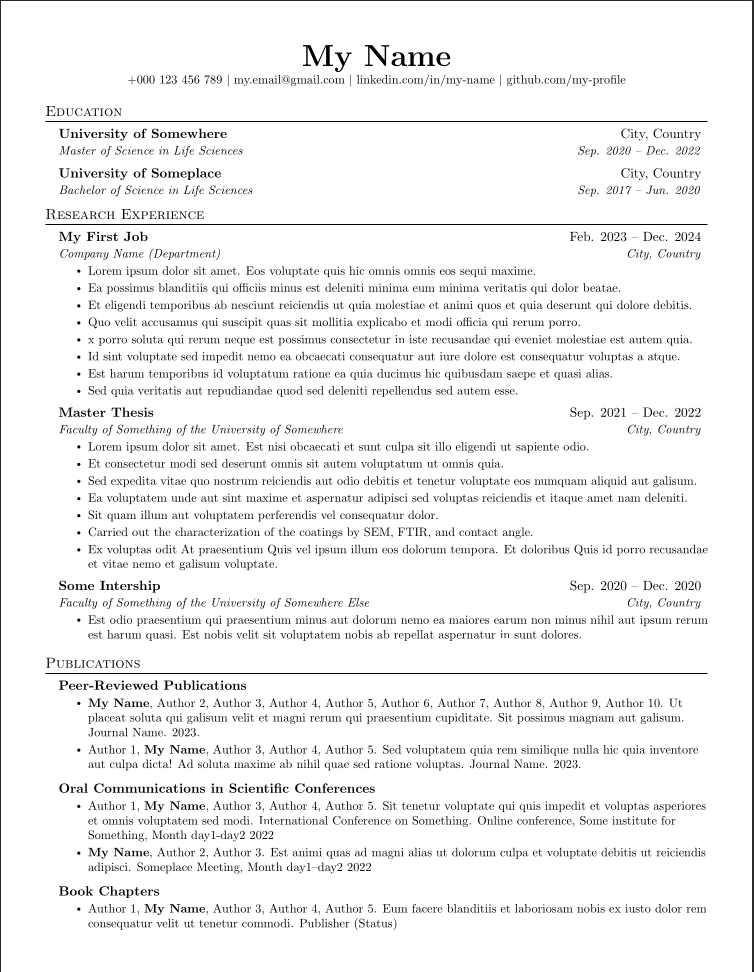 My Name
+000 123 456 789 | my.email@gmail.com | linkedin.com/in/my-name | github.com/my-profile
Education
University of Somewhere City, Country
Master of Science in Life Sciences Sep. 2020 – Dec. 2022
University of Someplace City, Country
Bachelor of Science in Life Sciences Sep. 2017 – Jun. 2020
Research Experience
My First Job Feb. 2023 – Dec. 2024
Company Name (Department) City, Country
• Lorem ipsum dolor sit amet. Eos voluptate quis hic omnis omnis eos sequi maxime.
• Ea possimus blanditiis qui officiis minus est deleniti minima eum minima veritatis qui dolor beatae.
• Et eligendi temporibus ab nesciunt reiciendis ut quia molestiae et animi quos et quia deserunt qui dolore debitis.
• Quo velit accusamus qui suscipit quas sit mollitia explicabo et modi officia qui rerum porro.
• x porro soluta qui rerum neque est possimus consectetur in iste recusandae qui eveniet molestiae est autem quia.
• Id sint voluptate sed impedit nemo ea obcaecati consequatur aut iure dolore est consequatur voluptas a atque.
• Est harum temporibus id voluptatum ratione ea quia ducimus hic quibusdam saepe et quasi alias.
• Sed quia veritatis aut repudiandae quod sed deleniti repellendus sed autem esse.
Master Thesis Sep. 2021 – Dec. 2022
Faculty of Something of the University of Somewhere City, Country
• Lorem ipsum dolor sit amet. Est nisi obcaecati et sunt culpa sit illo eligendi ut sapiente odio.
• Et consectetur modi sed deserunt omnis sit autem voluptatum ut omnis quia.
• Sed expedita vitae quo nostrum reiciendis aut odio debitis et tenetur voluptate eos numquam aliquid aut galisum.
• Ea voluptatem unde aut sint maxime et aspernatur adipisci sed voluptas reiciendis et itaque amet nam deleniti.
• Sit quam illum aut voluptatem perferendis vel consequatur dolor.
• Carried out the characterization of the coatings by SEM, FTIR, and contact angle.
• Ex voluptas odit At praesentium Quis vel ipsum illum eos dolorum tempora. Et doloribus Quis id porro recusandae
et vitae nemo et galisum voluptate.
Some Intership Sep. 2020 – Dec. 2020
Faculty of Something of the University of Somewhere Else City, Country
• Est odio praesentium qui praesentium minus aut dolorum nemo ea maiores earum non minus nihil aut ipsum rerum
est harum quasi. Est nobis velit sit voluptatem nobis ab repellat aspernatur in sunt dolores.
Publications
Peer-Reviewed Publications
• My Name, Author 2, Author 3, Author 4, Author 5, Author 6, Author 7, Author 8, Author 9, Author 10. Ut
placeat soluta qui galisum velit et magni rerum qui praesentium cupiditate. Sit possimus magnam aut galisum.
Journal Name. 2023.
• Author 1, My Name, Author 3, Author 4, Author 5. Sed voluptatem quia rem similique nulla hic quia inventore
aut culpa dicta! Ad soluta maxime ab nihil quae sed ratione voluptas. Journal Name. 2023.
Oral Communications in Scientific Conferences
• Author 1, My Name, Author 3, Author 4, Author 5. Sit tenetur voluptate qui quis impedit et voluptas asperiores
et omnis voluptatem sed modi. International Conference on Something. Online conference, Some institute for
Something, Month day1-day2 2022
• My Name, Author 2, Author 3. Est animi quas ad magni alias ut dolorum culpa et voluptate debitis ut reiciendis
adipisci. Someplace Meeting, Month day1–day2 2022
Book Chapters
• Author 1, My Name, Author 3, Author 4, Author 5. Eum facere blanditiis et laboriosam nobis ex iusto dolor rem
consequatur velit ut tenetur commodi. Publisher (Status)